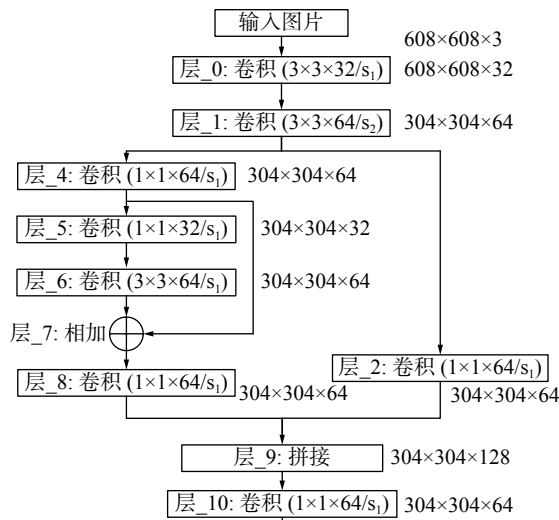 输入图片
608×608×3
层_0: 卷积 (3×3×32/s₁) 608×608×32
层_1: 卷积 (3×3×64/s₂) 304×304×64
层_4: 卷积 (1×1×64/s₁) 304×304×64
层_5: 卷积 (1×1×32/s₁) 304×304×32
层_6: 卷积 (3×3×64/s₁) 304×304×64
层_7: 相加
层_2: 卷积 (1×1×64/s₁)
304×304×64
层_8: 卷积 (1×1×64/s₁)
304×304×64
层_9: 拼接 304×304×128
层_10: 卷积 (1×1×64/s₁) 304×304×64